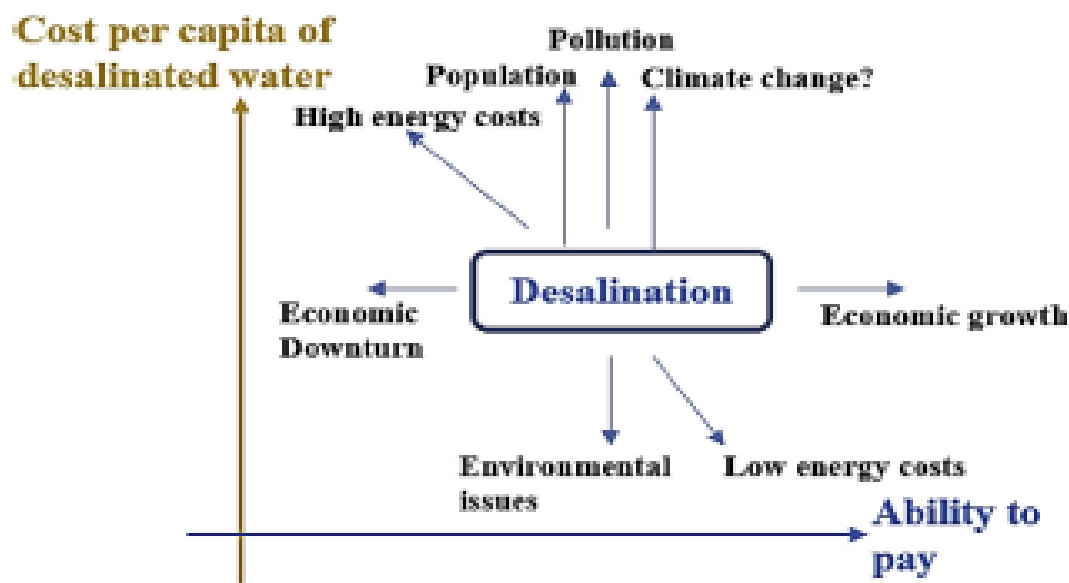 Cost per capita of
desalinated water
Pollution
Population
Climate change?
High energy costs
Desalination
Economic
Downturn
Economic growth
Environmental
issues
Low energy costs
Ability to
pay